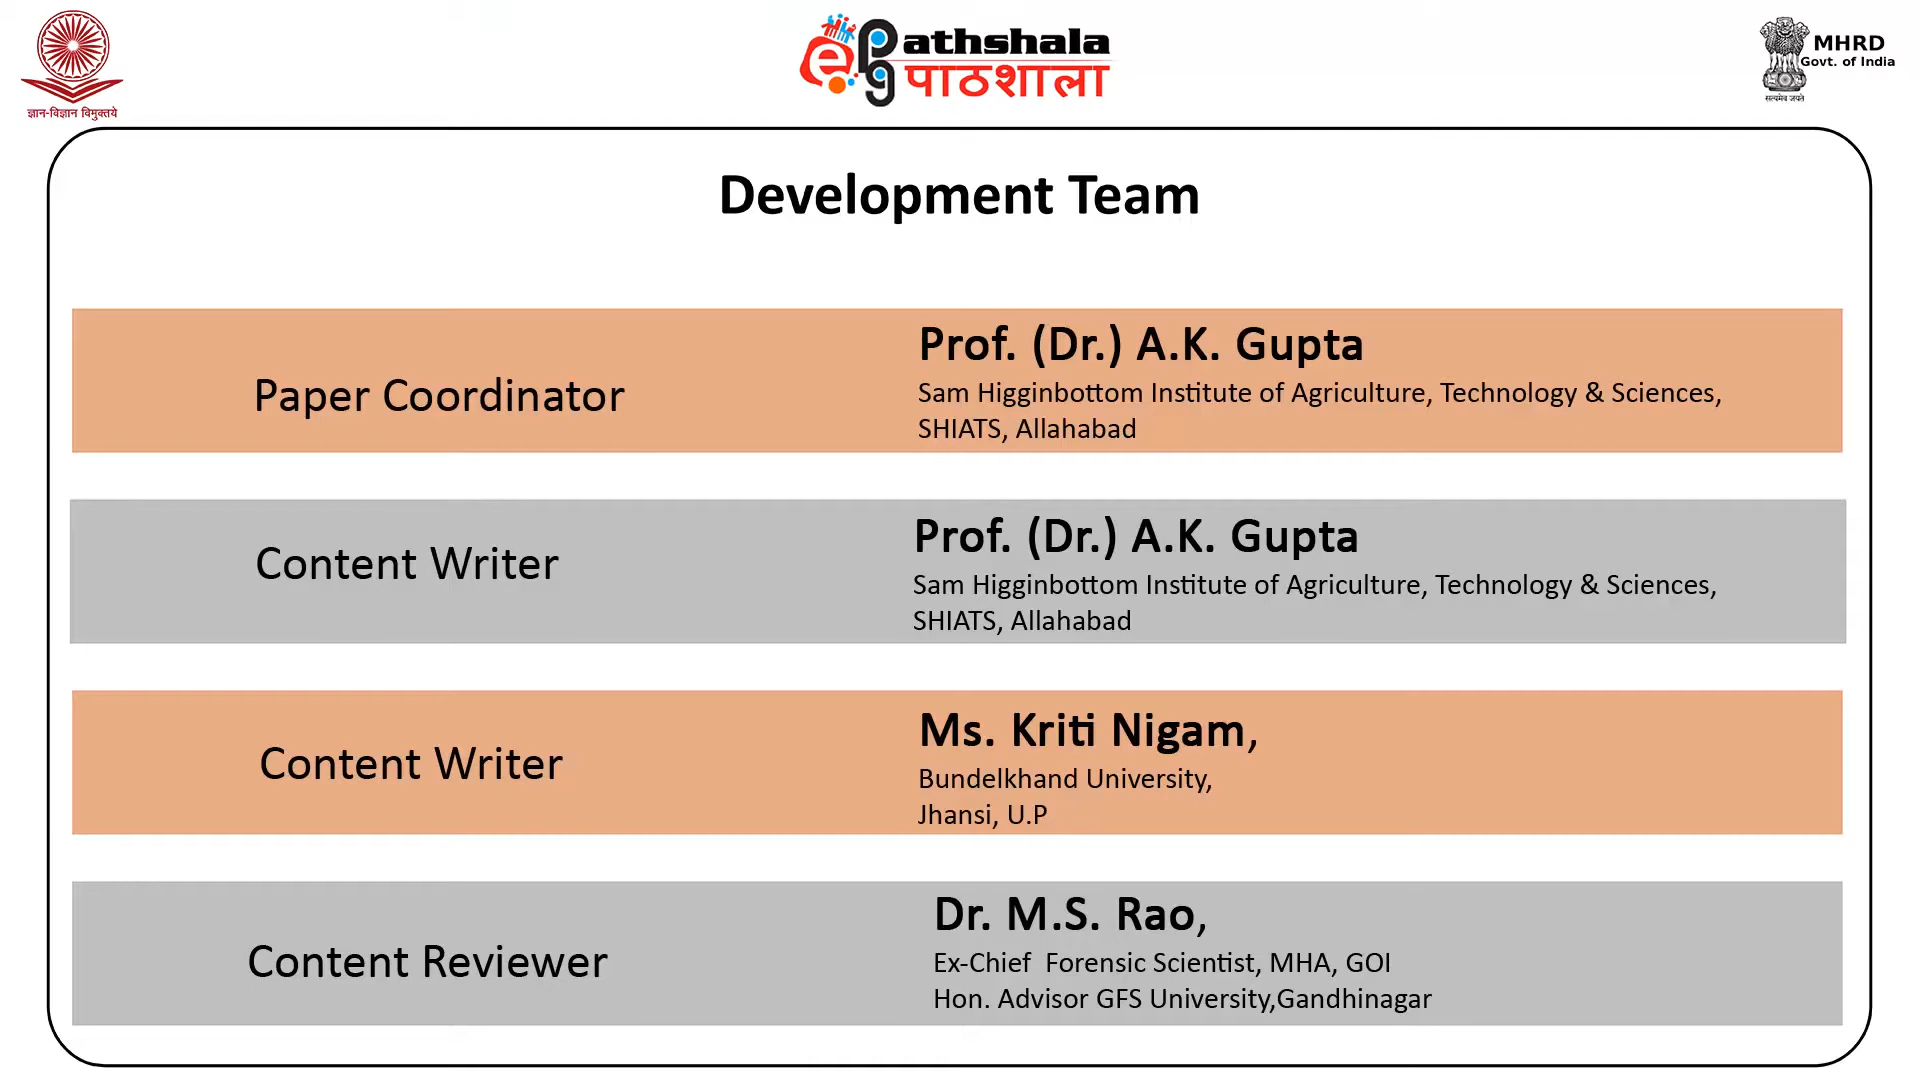 ज्ञान-विज्ञान विमुक्तये
e PG Pathshala
पाठशाला
MHRD
Govt. of India
सत्यमेव जयते
Development Team
Paper Coordinator
Prof. (Dr.) A.K. Gupta
Sam Higginbottom Institute of Agriculture, Technology & Sciences,
SHIATS, Allahabad
Content Writer
Prof. (Dr.) A.K. Gupta
Sam Higginbottom Institute of Agriculture, Technology & Sciences,
SHIATS, Allahabad
Content Writer
Ms. Kriti Nigam,
Bundelkhand University,
Jhansi, U.P
Content Reviewer
Dr. M.S. Rao,
Ex-Chief  Forensic Scientist, MHA, GOI
Hon. Advisor GFS University,Gandhinagar